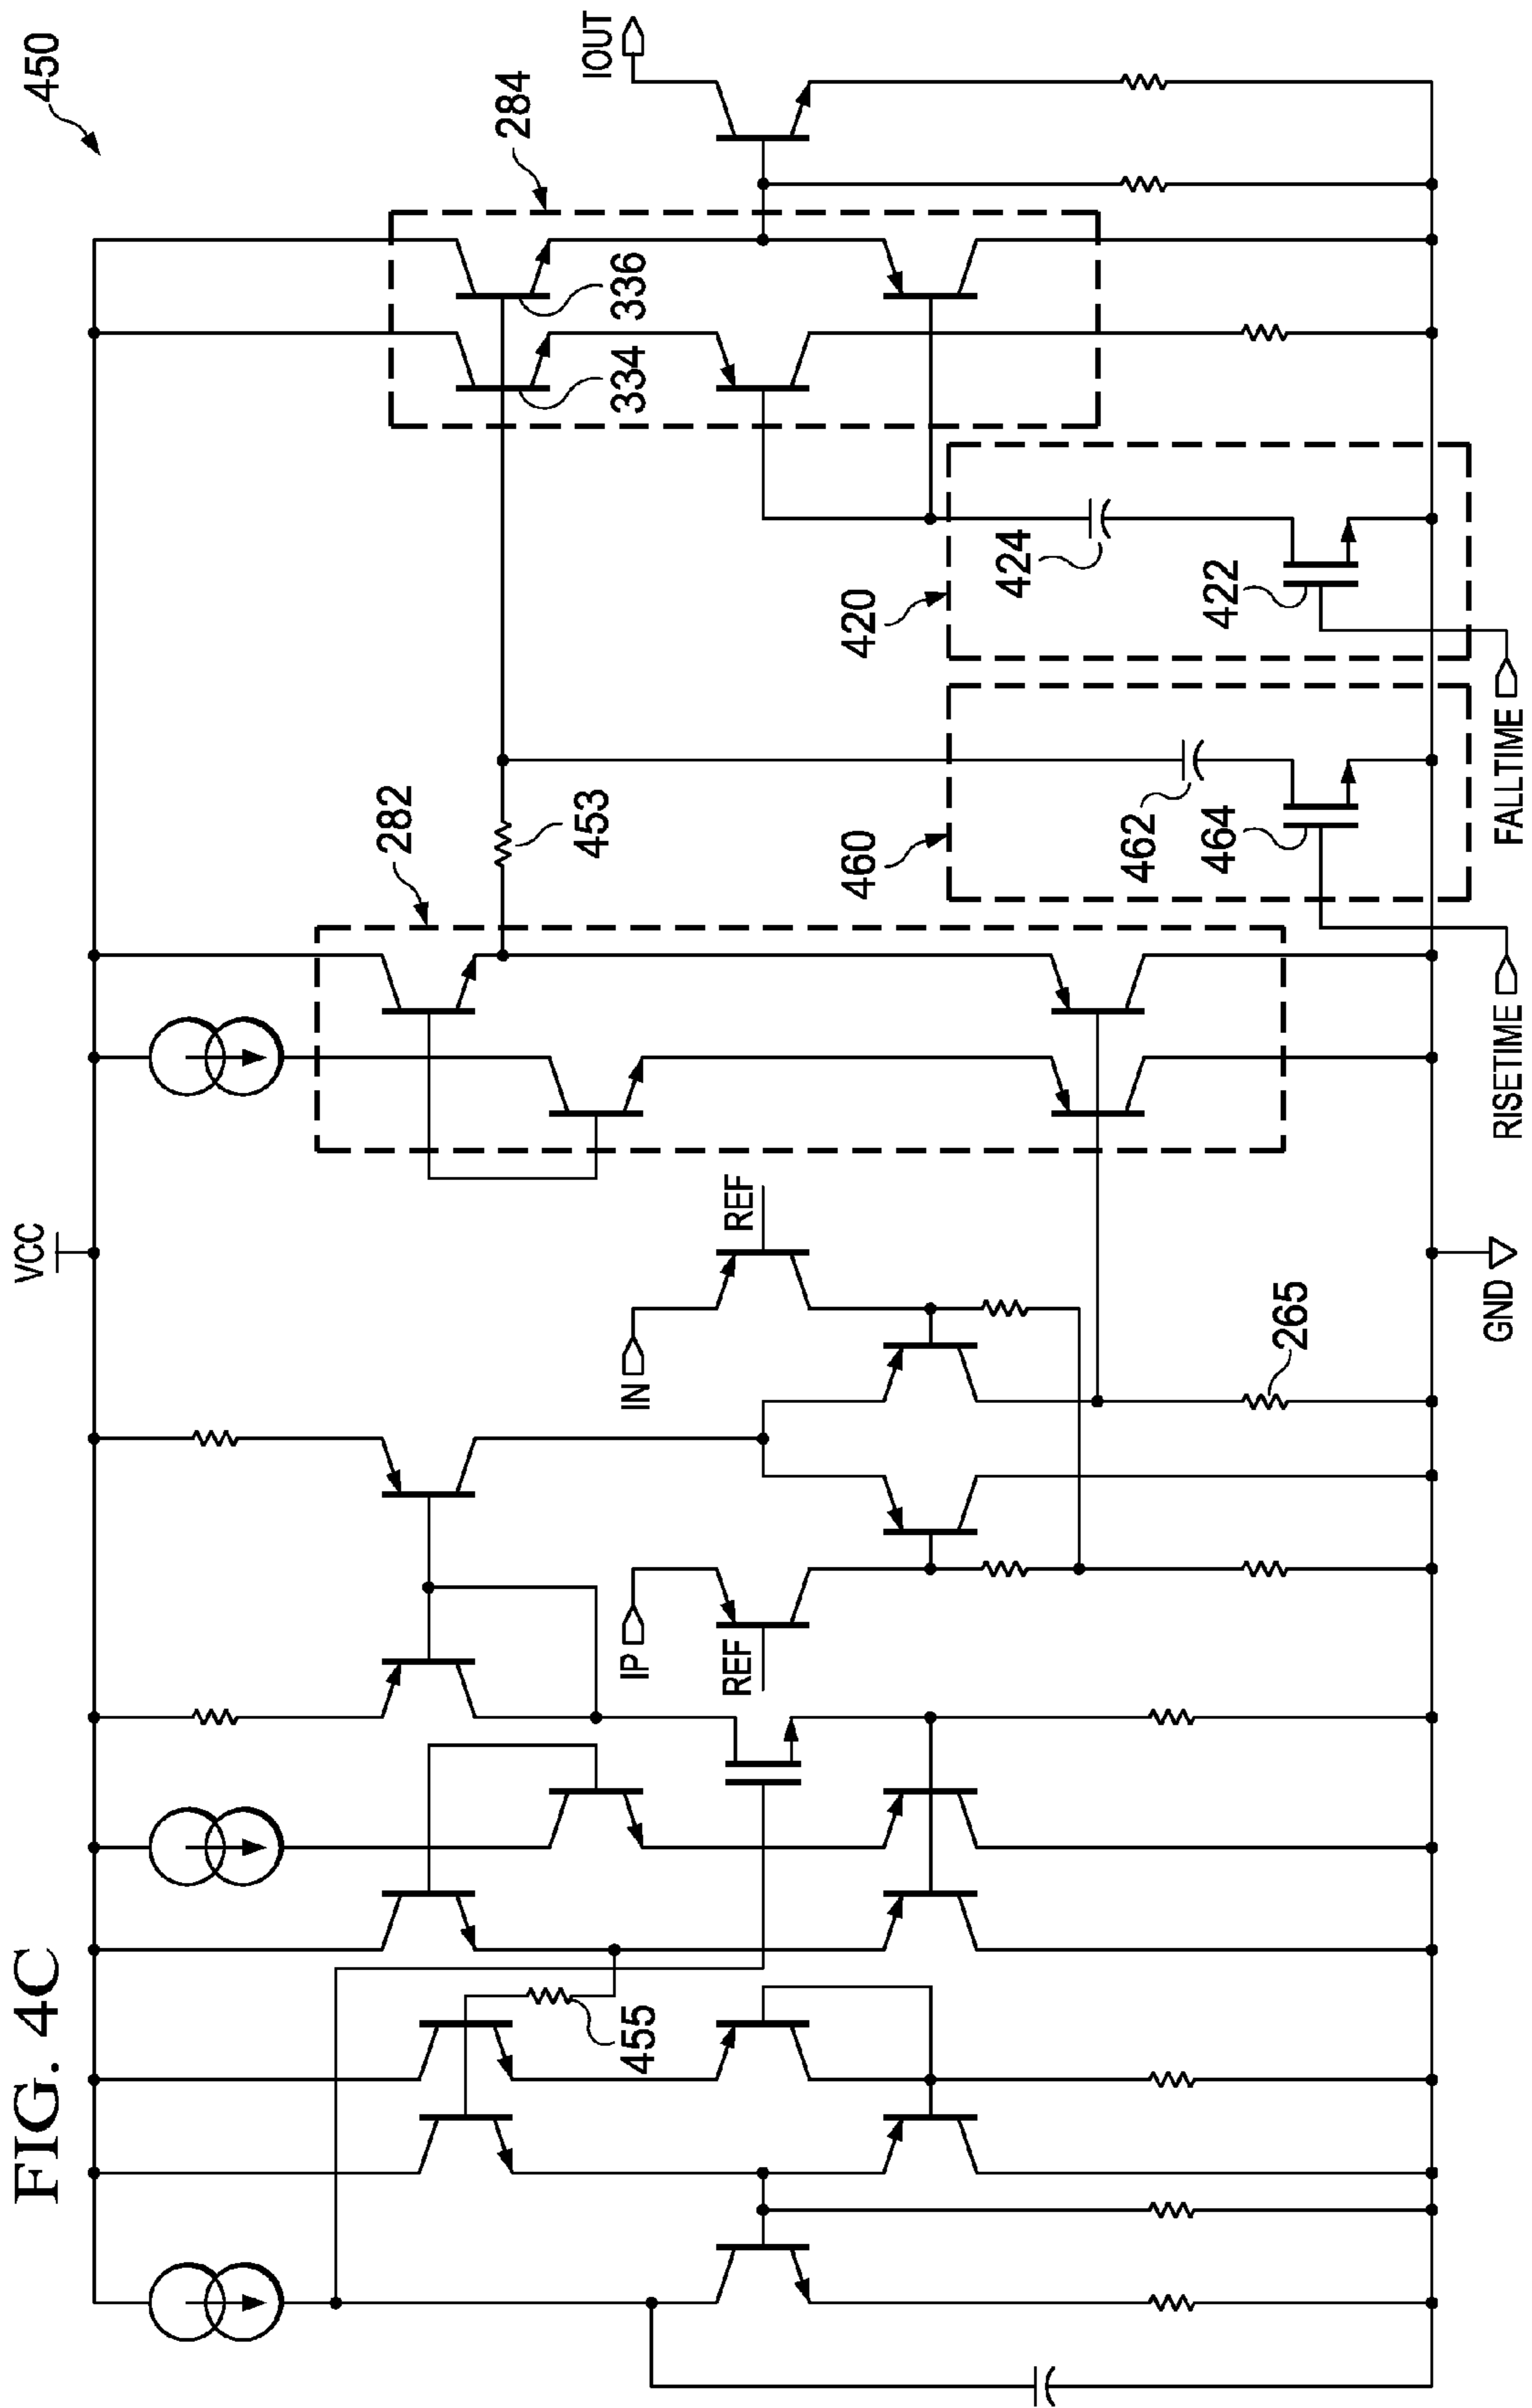 FIG. 4C
450
VCC
284
IOUT
336
334
282
453
455
IP
REF
IN
REF
420
424
422
460
462
464
265
GND
RISETIME
FALLTIME